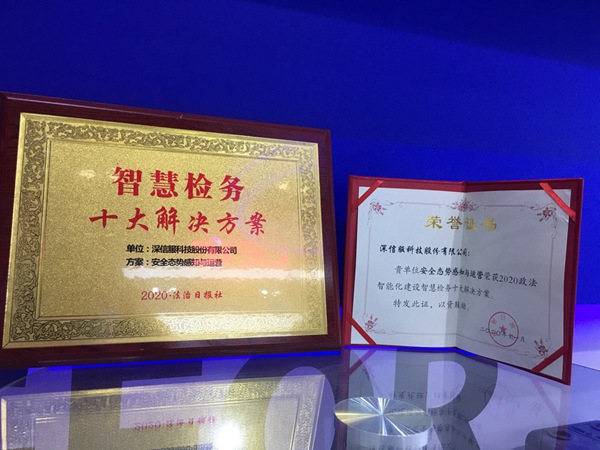 智慧检务
十大解决方案
单位：深信服科技股份有限公司
方案：安全态势感知与运营
2020·法治日报社
荣誉证书
深信服科技股份有限公司：
贵单位安全态势感知与运营荣获2020政法
智能化建设智慧检务十大解决方案。
特发此证，以资鼓励。